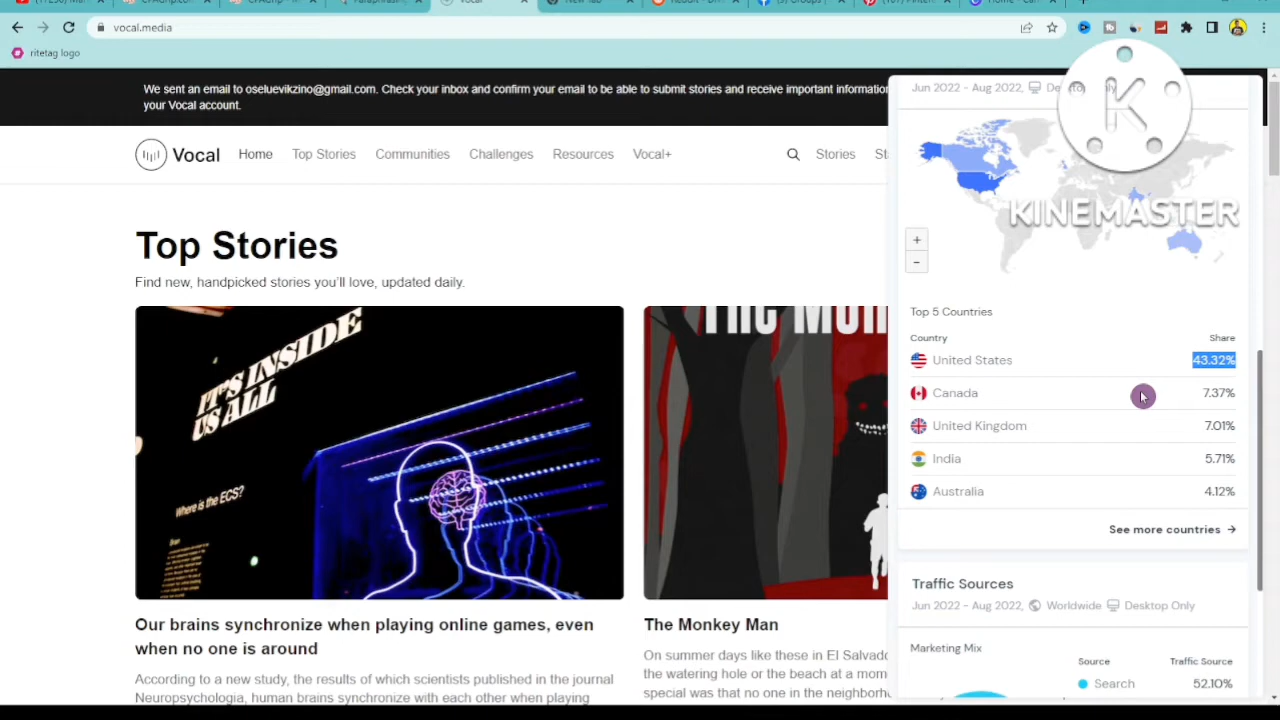 vocal.media
ritetag logo
We sent an email to oseluevikzino@gmail.com. Check your inbox and confirm your email to be able to submit stories and receive important information
your Vocal account.
Vocal
Home
Top Stories
Communities
Challenges
Resources
Vocal+
Stories
Top Stories
Find new, handpicked stories you'll love, updated daily.
IT'S INSIDE
US ALL
Where is the ECS?
Brain
Our brains synchronize when playing online games, even
when no one is around
According to a new study, the results of which scientists published in the journal
Neuropsychologia, human brains synchronize with each other when playing
The Monkey Man
On summer days like these in El Salvado
the watering hole or the beach at a mom
special was that no one in the neighborh
Jun 2022 - Aug 2022,
KINEMASTER
+
-
Top 5 Countries
Country Share
United States 43.32%
Canada 7.37%
United Kingdom 7.01%
India 5.71%
Australia 4.12%
See more countries →
Traffic Sources
Jun 2022 - Aug 2022, Worldwide Desktop Only
Marketing Mix
Source Traffic Source
Search 52.10%